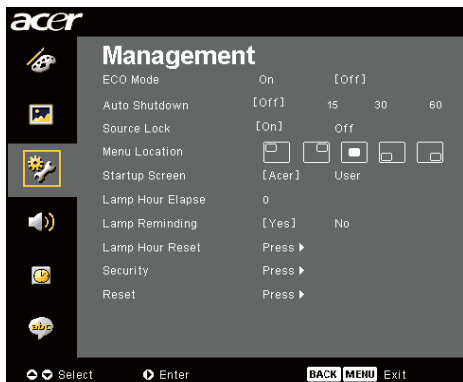 acer
Management
ECO Mode On [Off]
Auto Shutdown [Off] 15 30 60
Source Lock [On] Off
Menu Location
Startup Screen [Acer] User
Lamp Hour Elapse 0
Lamp Reminding [Yes] No
Lamp Hour Reset Press
Security Press
Reset Press
abc
Select Enter BACK MENU Exit